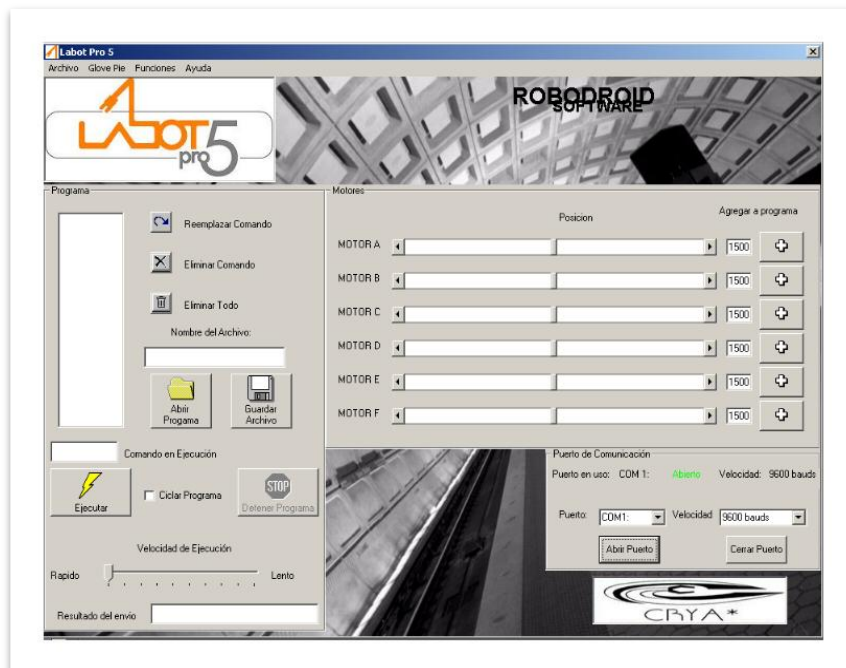 Labot Pro 5
Archivo Glove Pie Funciones Ayuda
LABOT
pro 5
ROBODROID
SOFTWARE
Programa
Reemplazar Comando
Eliminar Comando
Eliminar Todo
Nombre del Archivo:
Abrir
Progama
Guardar
Archivo
Comando en Ejecución
Ejecutar
Ciclar Programa
STOP
Detener Programa
Velocidad de Ejecución
Rapido
Lento
Resultado del envio
Motores
Posicion
Agregar a programa
MOTOR A 1500
MOTOR B 1500
MOTOR C 1500
MOTOR D 1500
MOTOR E 1500
MOTOR F 1500
Puerto de Comunicación
Puerto en uso: COM 1: Abierto Velocidad: 9600 bauds
Puerto: COM1: Velocidad 9600 bauds
Abrir Puerto
Cerrar Puerto
CRYA*